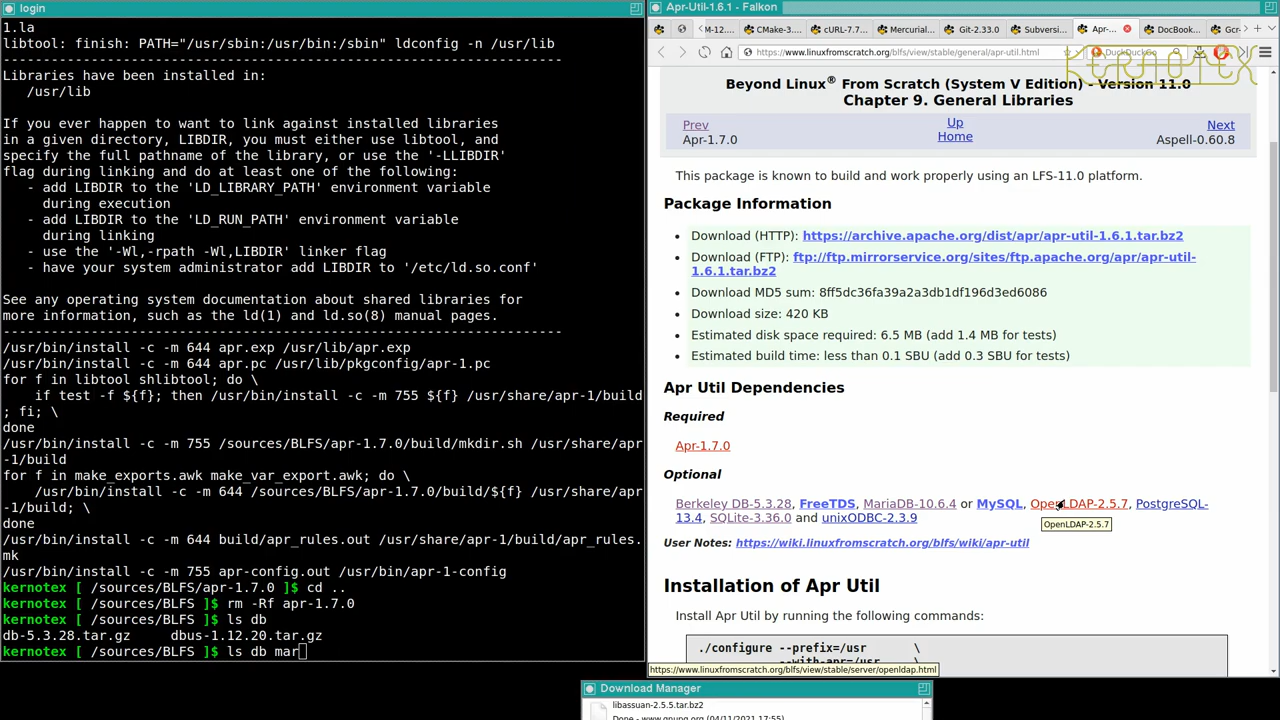 login
1.la
libtool: finish: PATH="/usr/sbin:/usr/bin:/sbin" ldconfig -n /usr/lib
----------------------------------------------------------------------
Libraries have been installed in:
   /usr/lib
If you ever happen to want to link against installed libraries
in a given directory, LIBDIR, you must either use libtool, and
specify the full pathname of the library, or use the '-LLIBDIR'
flag during linking and do at least one of the following:
   - add LIBDIR to the 'LD_LIBRARY_PATH' environment variable
     during execution
   - add LIBDIR to the 'LD_RUN_PATH' environment variable
     during linking
   - use the '-Wl,-rpath -Wl,LIBDIR' linker flag
   - have your system administrator add LIBDIR to '/etc/ld.so.conf'
See any operating system documentation about shared libraries for
more information, such as the ld(1) and ld.so(8) manual pages.
----------------------------------------------------------------------
/usr/bin/install -c -m 644 apr.exp /usr/lib/apr.exp
/usr/bin/install -c -m 644 apr.pc /usr/lib/pkgconfig/apr-1.pc
for f in libtool shlibtool; do \
    if test -f ${f}; then /usr/bin/install -c -m 755 ${f} /usr/share/apr-1/build
; fi; \
done
/usr/bin/install -c -m 755 /sources/BLFS/apr-1.7.0/build/mkdir.sh /usr/share/apr
-1/build
for f in make_exports.awk make_var_export.awk; do \
    /usr/bin/install -c -m 644 /sources/BLFS/apr-1.7.0/build/${f} /usr/share/apr
-1/build; \
done
/usr/bin/install -c -m 644 build/apr_rules.out /usr/share/apr-1/build/apr_rules.
mk
/usr/bin/install -c -m 755 apr-config.out /usr/bin/apr-1-config
kernotex [ /sources/BLFS/apr-1.7.0 ]$ cd ..
kernotex [ /sources/BLFS ]$ rm -Rf apr-1.7.0
kernotex [ /sources/BLFS ]$ ls db
db-5.3.28.tar.gz     dbus-1.12.20.tar.gz
kernotex [ /sources/BLFS ]$ ls db mar
Apr-Util-1.6.1 - Falkon
M-12.... CMake-3.... cURL-7.7... Mercurial... Git-2.33.0 Subversi... Apr-... DocBook... Gcr-
https://www.linuxfromscratch.org/blfs/view/stable/general/apr-util.html DuckDuckGo
KERNOTEX
Beyond Linux® From Scratch (System V Edition) - Version 11.0
Chapter 9. General Libraries
Prev Up Next
Apr-1.7.0 Home Aspell-0.60.8
This package is known to build and work properly using an LFS-11.0 platform.
Package Information
Download (HTTP): https://archive.apache.org/dist/apr/apr-util-1.6.1.tar.bz2
Download (FTP): ftp://ftp.mirrorservice.org/sites/ftp.apache.org/apr/apr-util-
1.6.1.tar.bz2
Download MD5 sum: 8ff5dc36fa39a2a3db1df196d3ed6086
Download size: 420 KB
Estimated disk space required: 6.5 MB (add 1.4 MB for tests)
Estimated build time: less than 0.1 SBU (add 0.3 SBU for tests)
Apr Util Dependencies
Required
Apr-1.7.0
Optional
Berkeley DB-5.3.28, FreeTDS, MariaDB-10.6.4 or MySQL, OpenLDAP-2.5.7, PostgreSQL-
13.4, SQLite-3.36.0 and unixODBC-2.3.9
OpenLDAP-2.5.7
User Notes: https://wiki.linuxfromscratch.org/blfs/wiki/apr-util
Installation of Apr Util
Install Apr Util by running the following commands:
./configure --prefix=/usr       \
            --with-apr=/usr     \
https://www.linuxfromscratch.org/blfs/view/stable/server/openldap.html
Download Manager
libassuan-2.5.5.tar.bz2
Done - www.gnupg.org (04/11/2021 17:55)